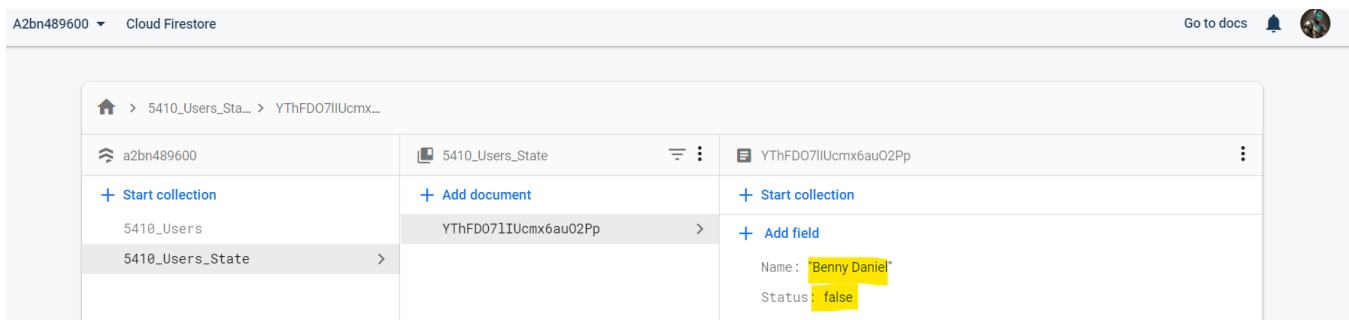 A2bn489600 Cloud Firestore Go to docs
5410_Users_Sta... > YThFDO7lIUcmx...
a2bn489600 5410_Users_State YThFDO7lIUcmx6auO2Pp
+ Start collection + Add document + Start collection
5410_Users YThFDO7lIUcmx6auO2Pp >
+ Add field
5410_Users_State >
Name: "Benny Daniel"
Status: false